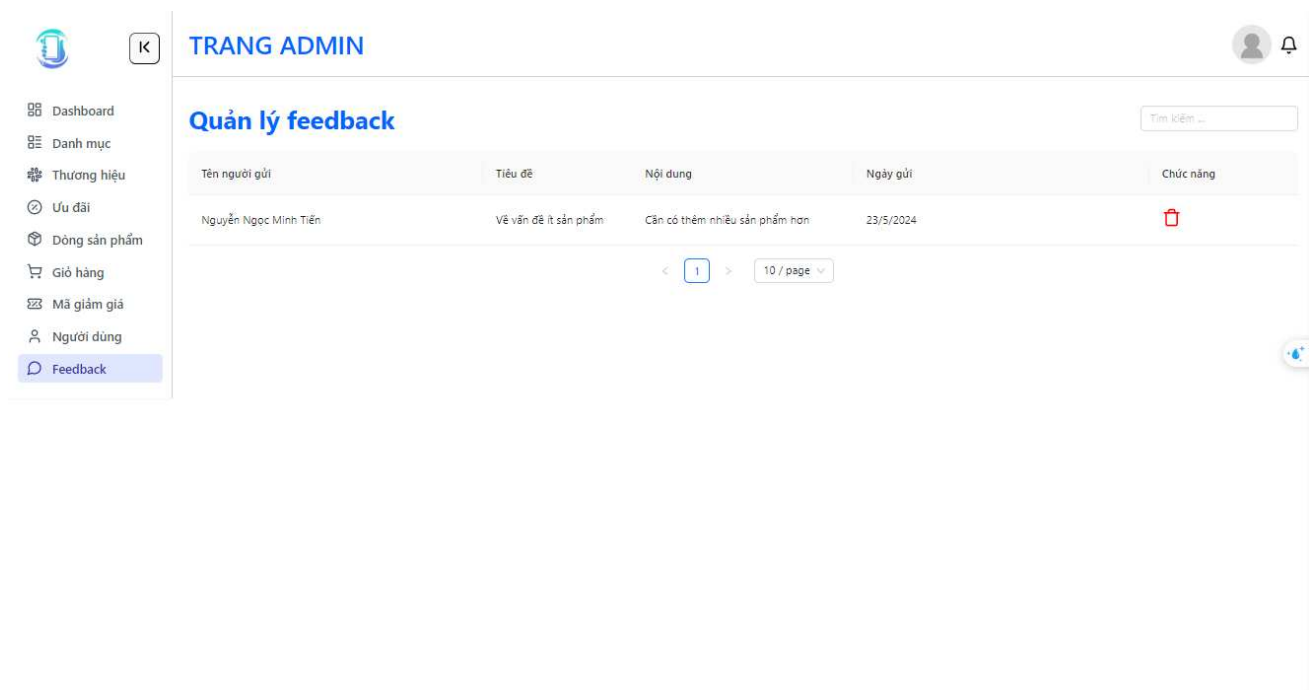 TRANG ADMIN
Dashboard
Danh mục
Thương hiệu
Ưu đãi
Dòng sản phẩm
Giỏ hàng
Mã giảm giá
Người dùng
Feedback
Quản lý feedback
Tìm kiếm ...
Tên người gửi Tiêu đề Nội dung Ngày gửi Chức năng
Nguyễn Ngọc Minh Tiến Về vấn đề ít sản phẩm Cần có thêm nhiều sản phẩm hơn 23/5/2024
< 1 > 10 / page